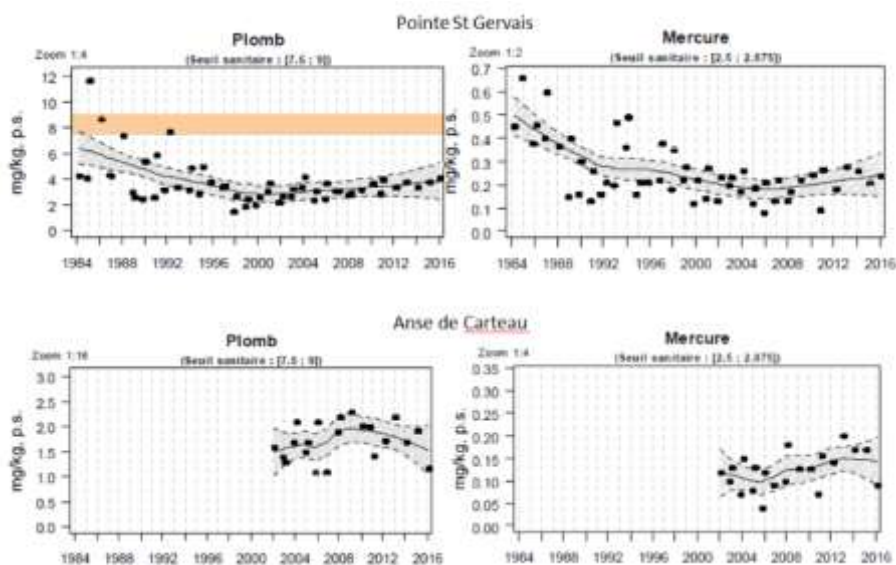 Pointe St Gervais
Plomb
Zoom 1:4
(Seuil sanitaire : [7.5 ; 9])
mg/kg, p.s.
12
10
8
6
4
2
0
1984 1988 1992 1996 2000 2004 2008 2012 2016
Mercure
Zoom 1:2
(Seuil sanitaire : [2.5 ; 2.875])
mg/kg, p.s.
0.7
0.6
0.5
0.4
0.3
0.2
0.1
0.0
1984 1988 1992 1996 2000 2004 2008 2012 2016
Anse de Carteau
Plomb
Zoom 1:16
(Seuil sanitaire : [7.5 ; 9])
mg/kg, p.s.
3.0
2.5
2.0
1.5
1.0
0.5
0.0
1984 1988 1992 1996 2000 2004 2008 2012 2016
Mercure
Zoom 1:4
(Seuil sanitaire : [2.5 ; 2.875])
mg/kg, p.s.
0.35
0.30
0.25
0.20
0.15
0.10
0.05
0.00
1984 1988 1992 1996 2000 2004 2008 2012 2016